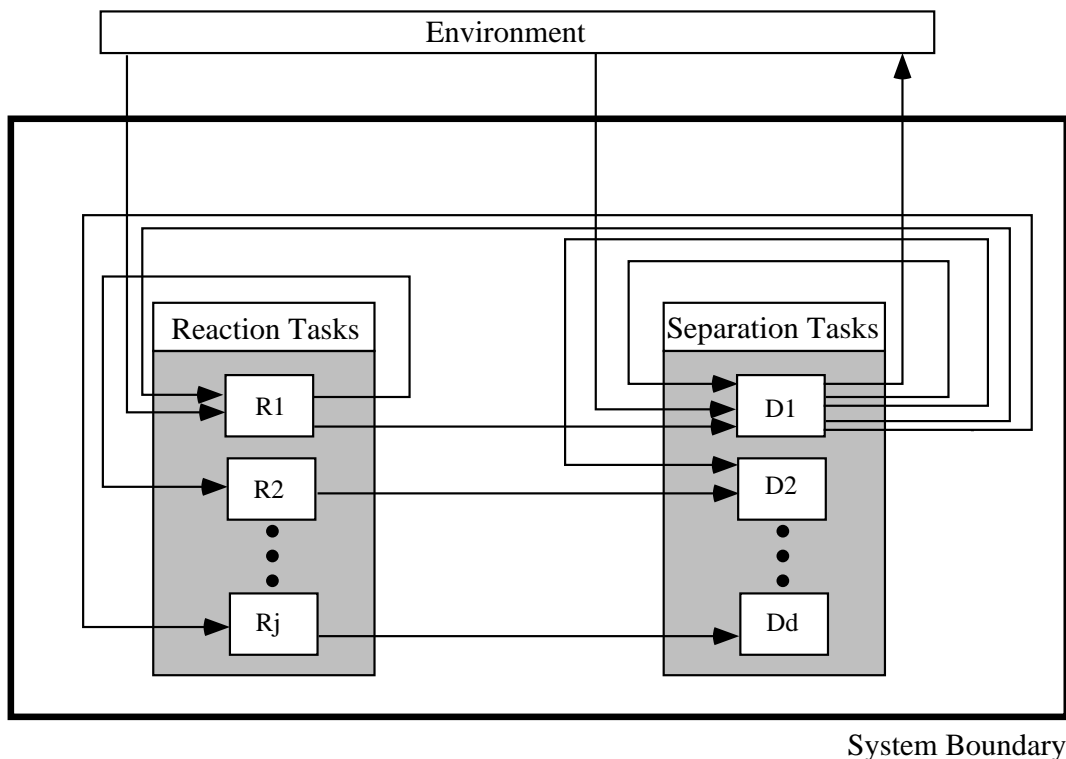 Environment
Reaction Tasks
Separation Tasks
R1
D1
R2
D2
Rj
Dd
System Boundary